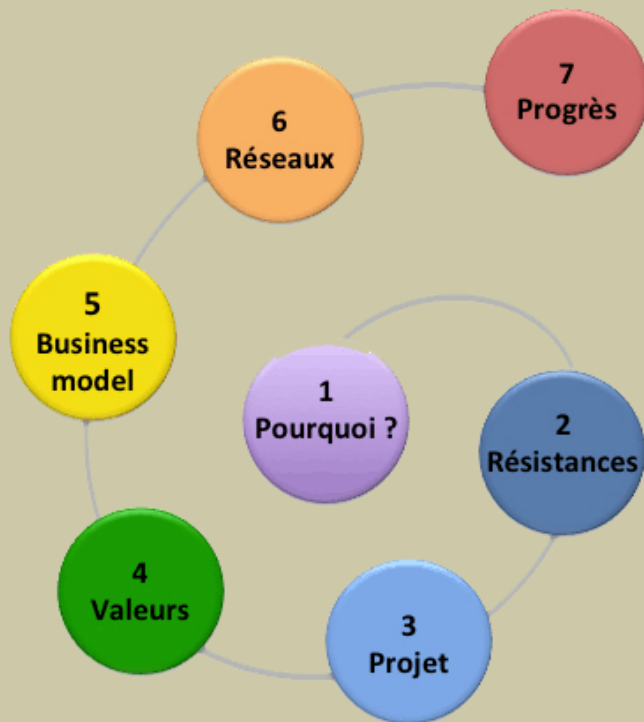 1
Pourquoi ?
2
Résistances
3
Projet
4
Valeurs
5
Business
model
6
Réseaux
7
Progrès